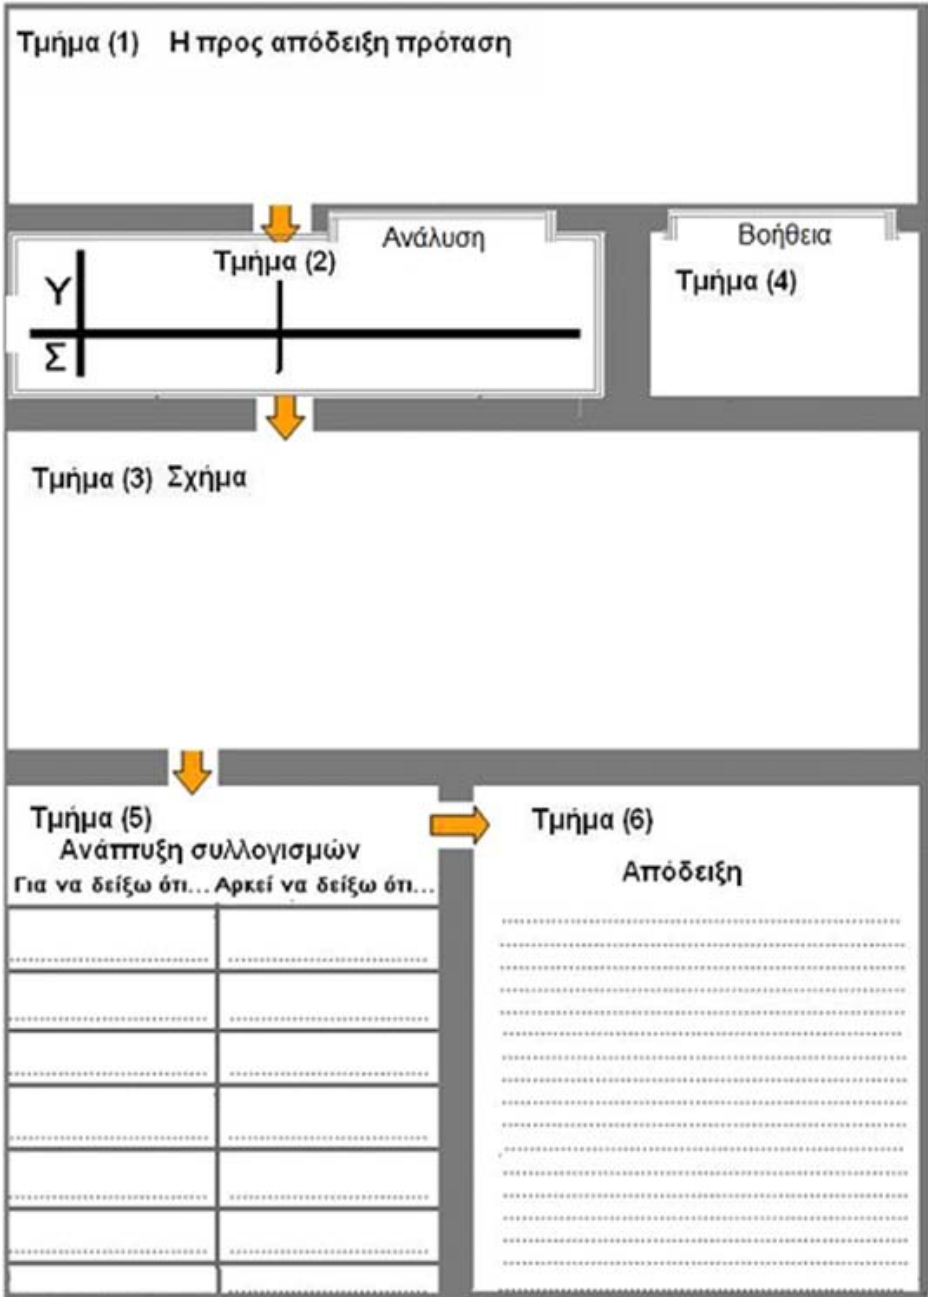 Τμήμα (1) Η προς απόδειξη πρόταση
Ανάλυση
Τμήμα (2)
Υ
Σ
Βοήθεια
Τμήμα (4)
Τμήμα (3) Σχήμα
Τμήμα (5)
Ανάπτυξη συλλογισμών
Για να δείξω ότι... Αρκεί να δείξω ότι...
Τμήμα (6)
Απόδειξη